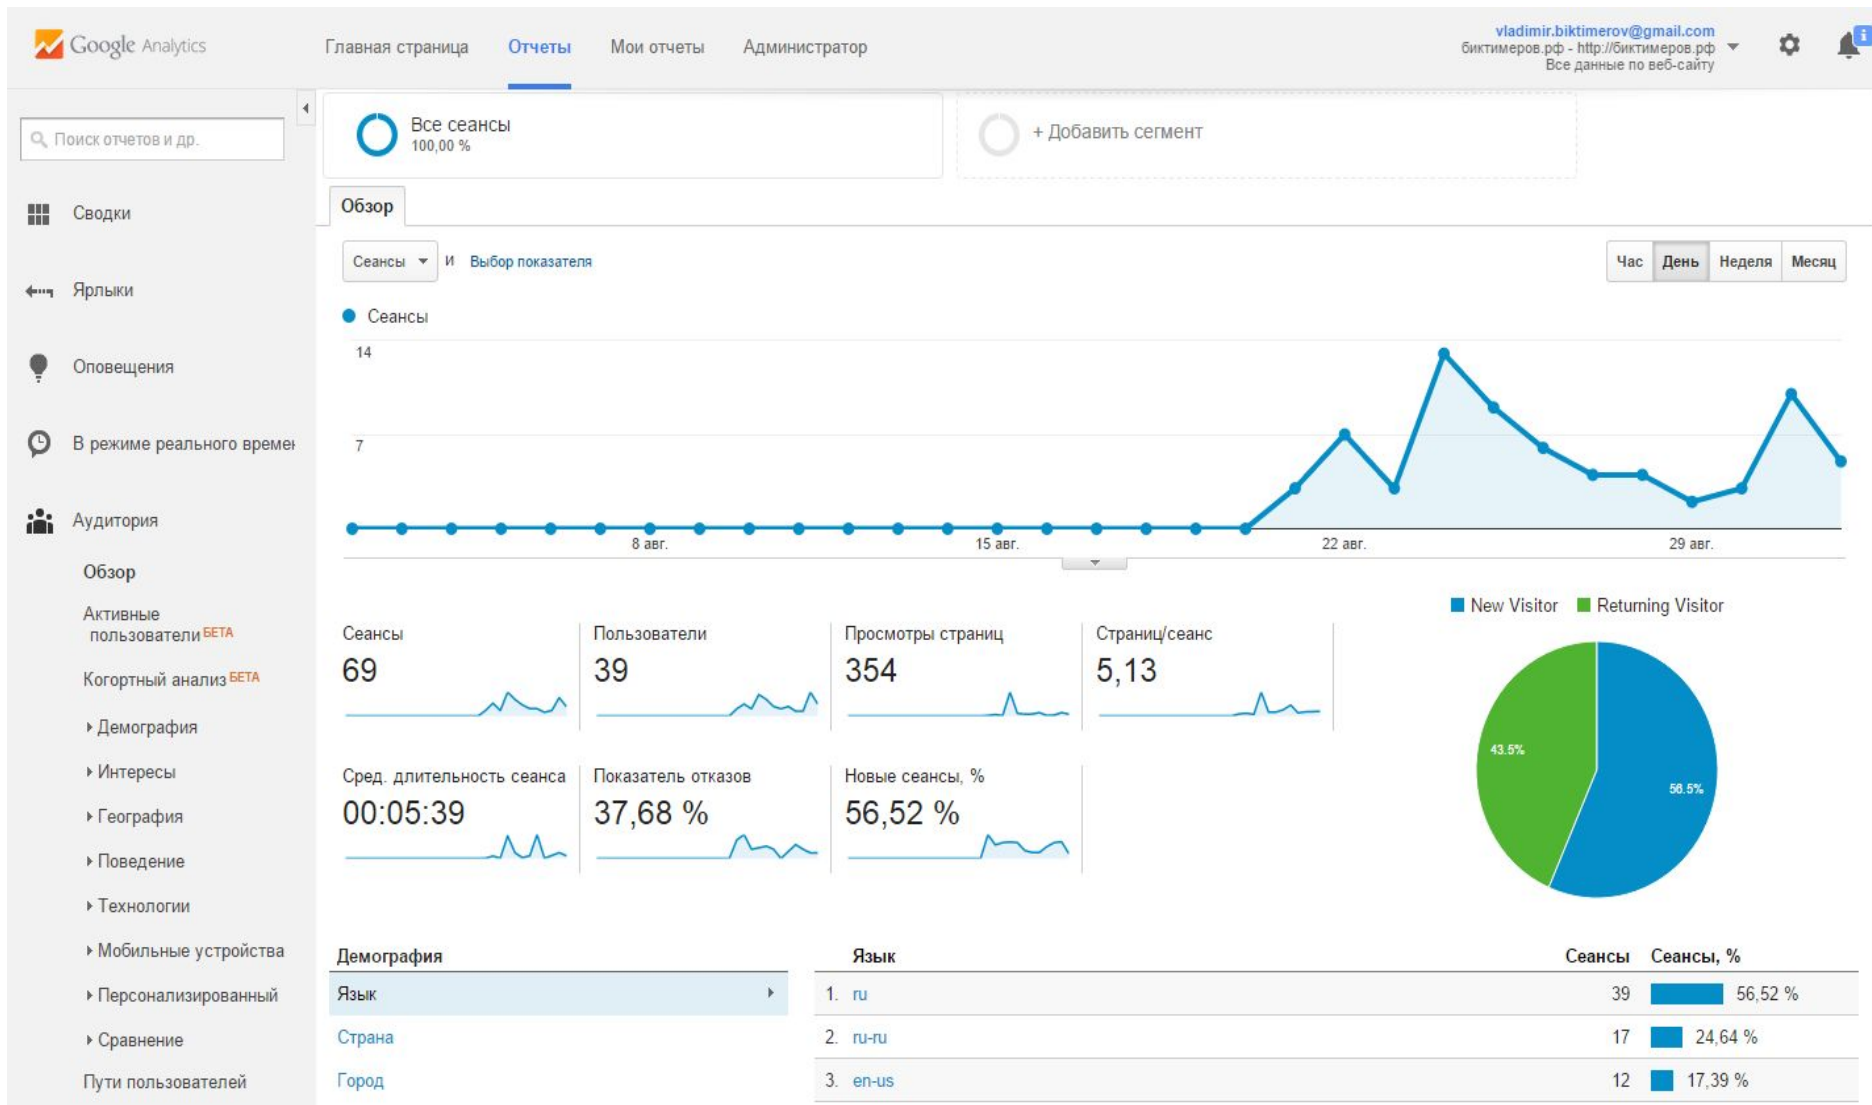 Google Analytics
Главная страница
Отчеты
Мои отчеты
Администратор
vladimir.biktimerov@gmail.com
биктимеров.рф - http://биктимеров.рф
Все данные по веб-сайту
i
Поиск отчетов и др.
Сводки
Ярлыки
Оповещения
В режиме реального времен
Аудитория
Обзор
Активные
пользователи БЕТА
Когортный анализ БЕТА
Демография
Интересы
География
Поведение
Технологии
Мобильные устройства
Персонализированный
Сравнение
Пути пользователей
Все сеансы
100,00 %
+ Добавить сегмент
Обзор
Сеансы и Выбор показателя
Час День Неделя Месяц
Сеансы
14
7
8 авг. 15 авг. 22 авг. 29 авг.
Сеансы
69
Пользователи
39
Просмотры страниц
354
Страниц/сеанс
5,13
Сред. длительность сеанса
00:05:39
Показатель отказов
37,68 %
Новые сеансы, %
56,52 %
New Visitor Returning Visitor
43.5%
56.5%
Демография
Язык
Страна
Город
Язык Сеансы Сеансы, %
1. ru 39 56,52 %
2. ru-ru 17 24,64 %
3. en-us 12 17,39 %